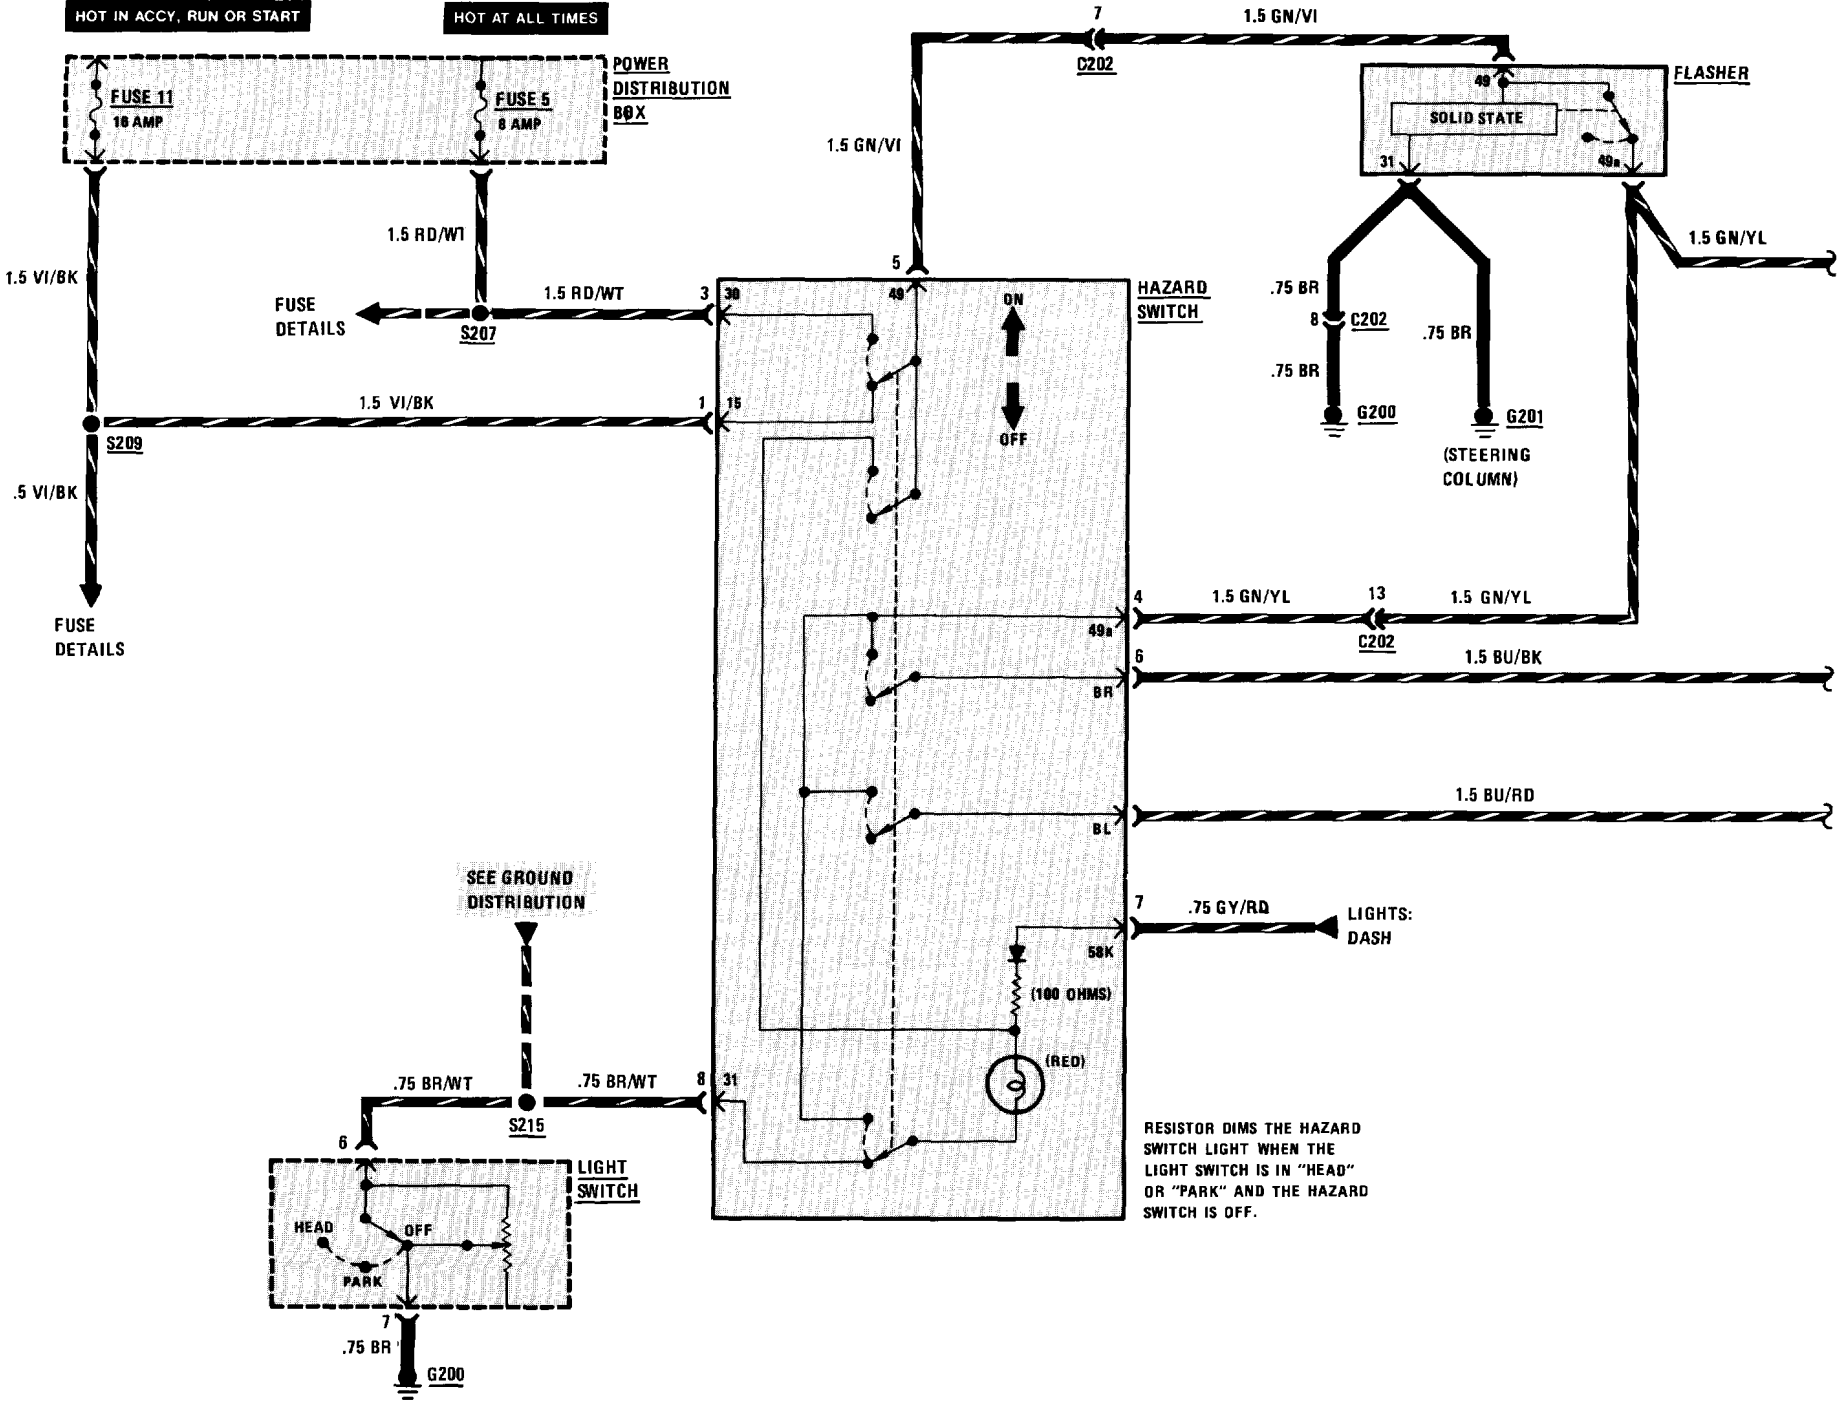 HOT IN ACCY, RUN OR START
HOT AT ALL TIMES
POWER
DISTRIBUTION
BOX
FUSE 11
16 AMP
FUSE 5
8 AMP
7
1.5 GN/VI
C202
FLASHER
49
SOLID STATE
31
49a
1.5 GN/VI
1.5 RD/WT
1.5 VI/BK
1.5 GN/YL
FUSE
DETAILS
S207
1.5 RD/WT
3
30
5
49
ON
OFF
HAZARD
SWITCH
.75 BR
8
C202
.75 BR
.75 BR
G200
G201
(STEERING
COLUMN)
1.5 VI/BK
1
15
S209
.5 VI/BK
FUSE
DETAILS
4
49a
1.5 GN/YL
13
C202
1.5 GN/YL
6
BR
1.5 BU/BK
BL
1.5 BU/RD
SEE GROUND
DISTRIBUTION
7
58K
.75 GY/RD
LIGHTS:
DASH
(100 OHMS)
(RED)
.75 BR/WT
.75 BR/WT
8
31
S215
6
LIGHT
SWITCH
HEAD
OFF
PARK
7
.75 BR
G200
RESISTOR DIMS THE HAZARD
SWITCH LIGHT WHEN THE
LIGHT SWITCH IS IN "HEAD"
OR "PARK" AND THE HAZARD
SWITCH IS OFF.